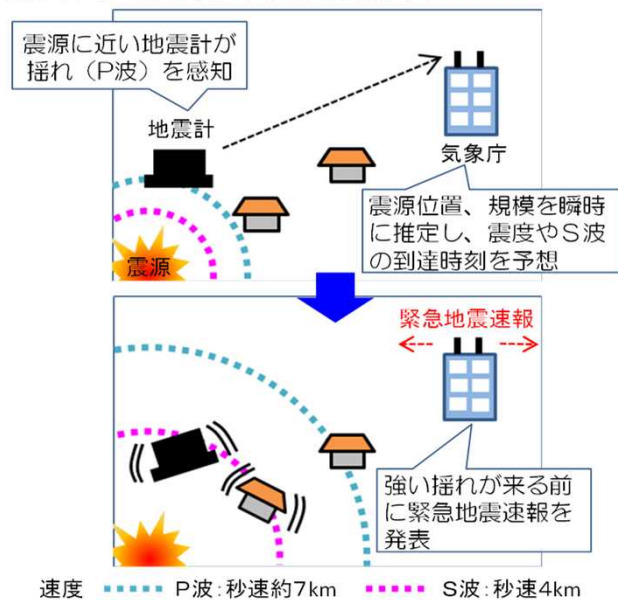 震源に近い地震計が
揺れ（P波）を感知
地震計
気象庁
震源位置、規模を瞬時
に推定し、震度やS波
の到達時刻を予想
震源
緊急地震速報
強い揺れが来る前
に緊急地震速報を
発表
速度 P波:秒速約7km S波:秒速4km